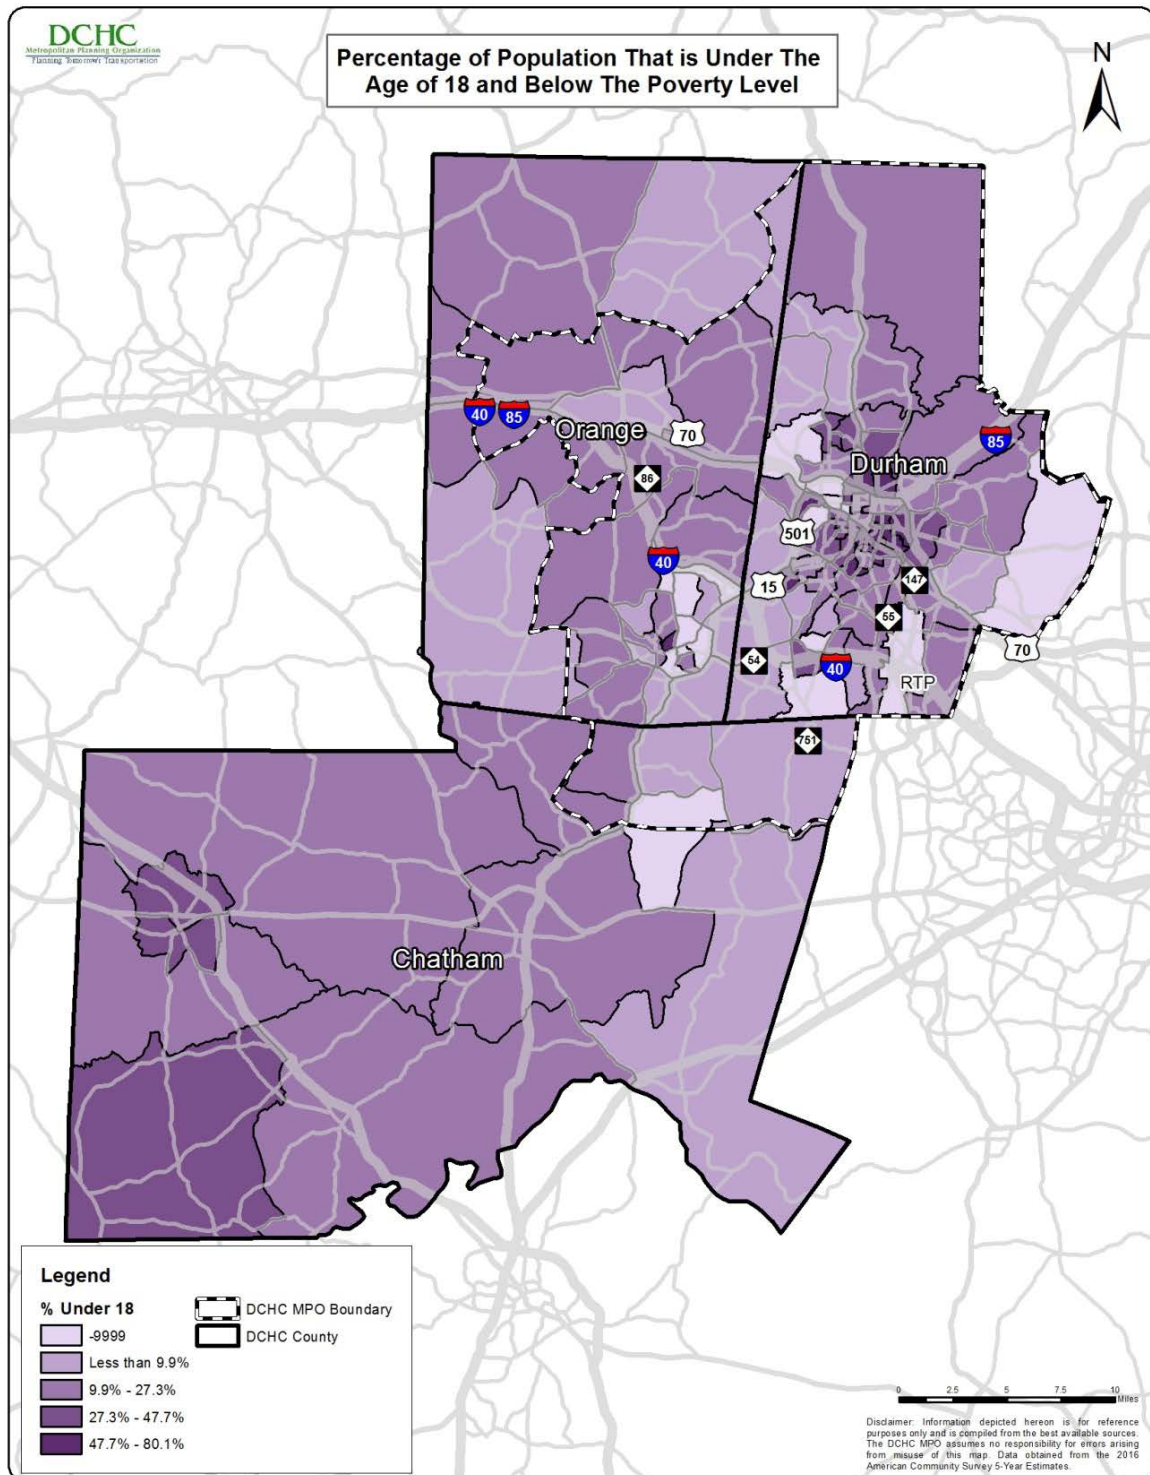 DCHC
Metropolitan Planning Organization
Planning Tomorrow's Transportation
Percentage of Population That is Under The
Age of 18 and Below The Poverty Level
N
40
85
Orange
70
86
85
Durham
501
40
15
147
55
70
54
40
RTP
751
Chatham
Legend
% Under 18
-9999
Less than 9.9%
9.9% - 27.3%
27.3% - 47.7%
47.7% - 80.1%
DCHC MPO Boundary
DCHC County
0 2.5 5 7.5 10
Miles
Disclaimer: Information depicted hereon is for reference
purposes only and is compiled from the best available sources.
The DCHC MPO assumes no responsibility for errors arising
from misuse of this map. Data obtained from the 2016
American Community Survey 5-Year Estimates.